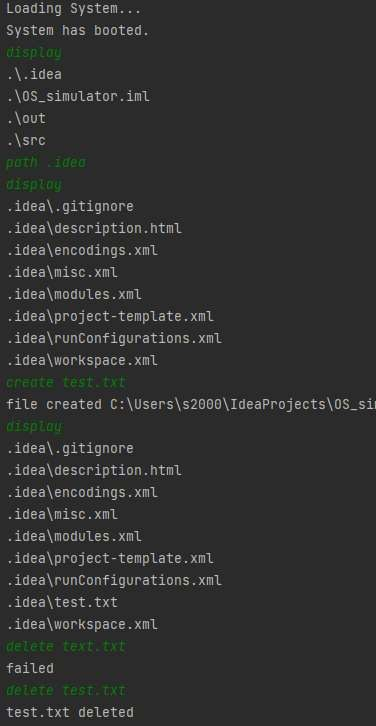 Loading System...
System has booted.
display
.\.idea
.\OS_simulator.iml
.\out
.\src
path .idea
display
.idea\.gitignore
.idea\description.html
.idea\encodings.xml
.idea\misc.xml
.idea\modules.xml
.idea\project-template.xml
.idea\runConfigurations.xml
.idea\workspace.xml
create test.txt
file created C:\Users\s2000\IdeaProjects\OS_si
display
.idea\.gitignore
.idea\description.html
.idea\encodings.xml
.idea\misc.xml
.idea\modules.xml
.idea\project-template.xml
.idea\runConfigurations.xml
.idea\test.txt
.idea\workspace.xml
delete text.txt
failed
delete test.txt
test.txt deleted